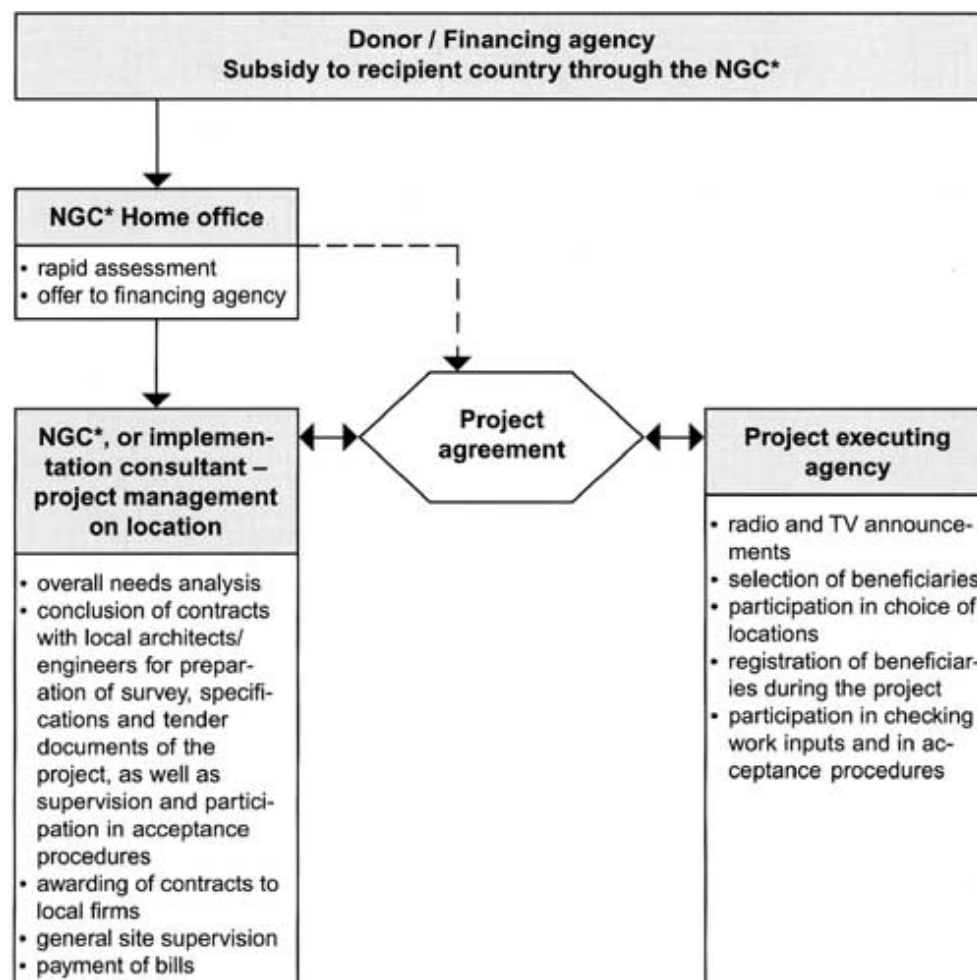 Donor / Financing agency
Subsidy to recipient country through the NGC*
NGC* Home office
• rapid assessment
• offer to financing agency
NGC*, or implemen-
tation consultant –
project management
on location
• overall needs analysis
• conclusion of contracts
with local architects/
engineers for prepar-
ation of survey, specifi-
cations and tender
documents of the
project, as well as
supervision and partici-
pation in acceptance
procedures
• awarding of contracts to
local firms
• general site supervision
• payment of bills
Project
agreement
Project executing
agency
• radio and TV announce-
ments
• selection of beneficiaries
• participation in choice of
locations
• registration of beneficiar-
ies during the project
• participation in checking
work inputs and in ac-
ceptance procedures